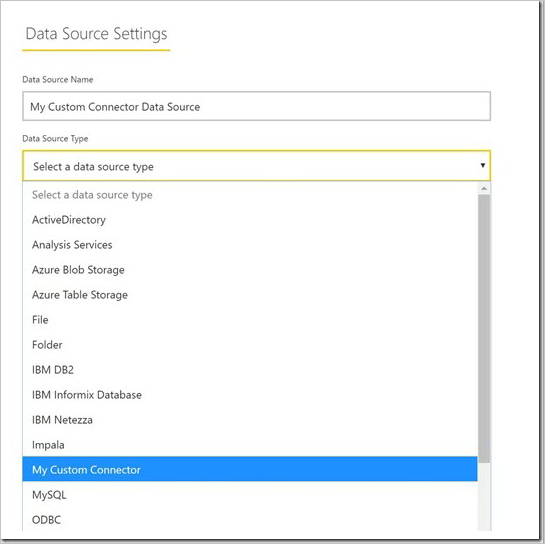 Data Source Settings
Data Source Name
My Custom Connector Data Source
Data Source Type
Select a data source type
Select a data source type
ActiveDirectory
Analysis Services
Azure Blob Storage
Azure Table Storage
File
Folder
IBM DB2
IBM Informix Database
IBM Netezza
Impala
My Custom Connector
MySQL
ODBC